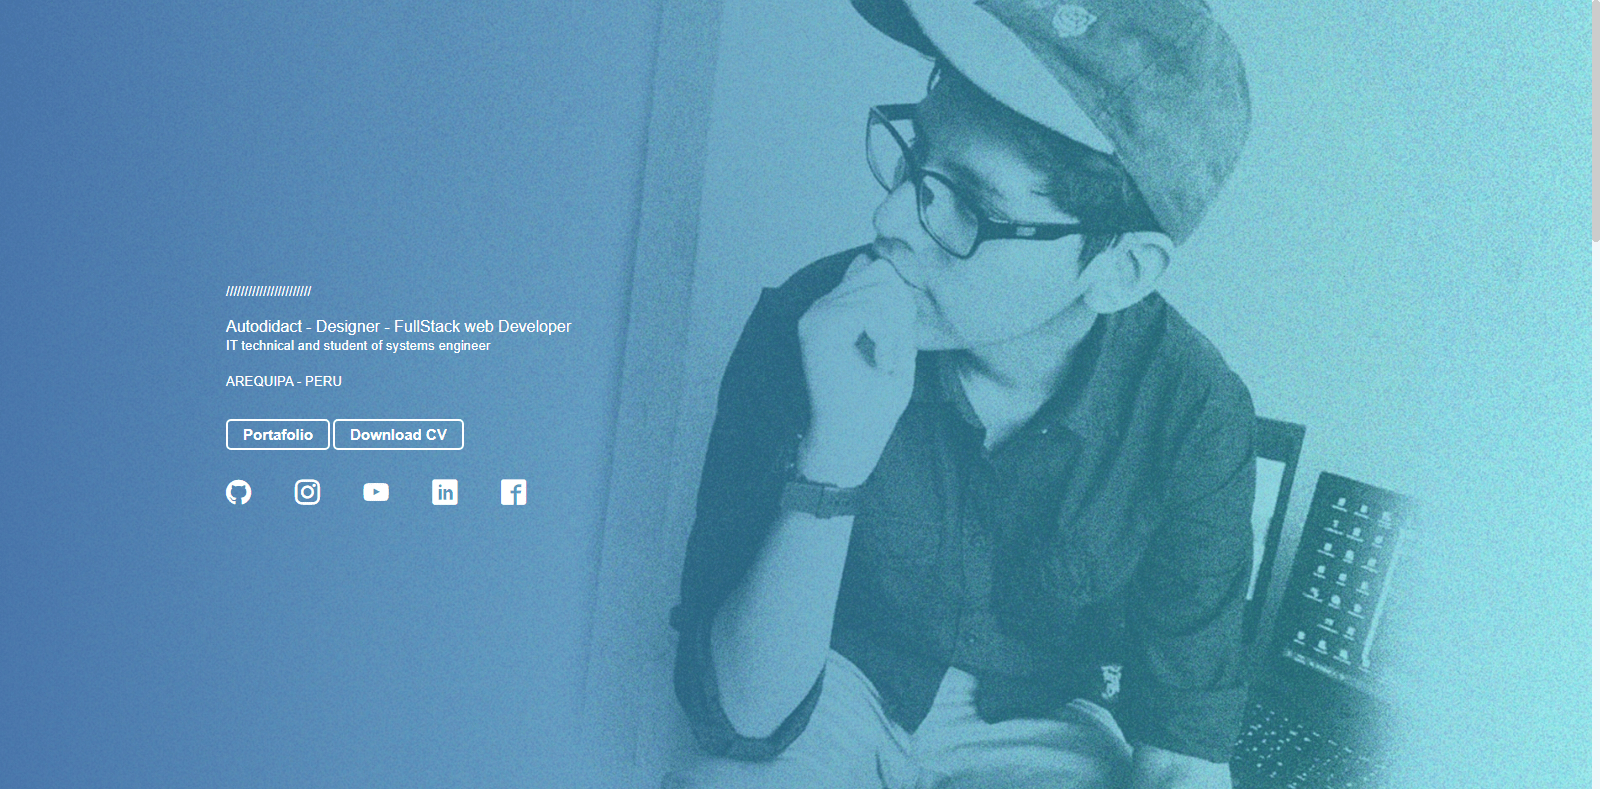 ///////////////////////
Autodidact - Designer - FullStack web Developer
IT technical and student of systems engineer
AREQUIPA - PERU
Portafolio Download CV